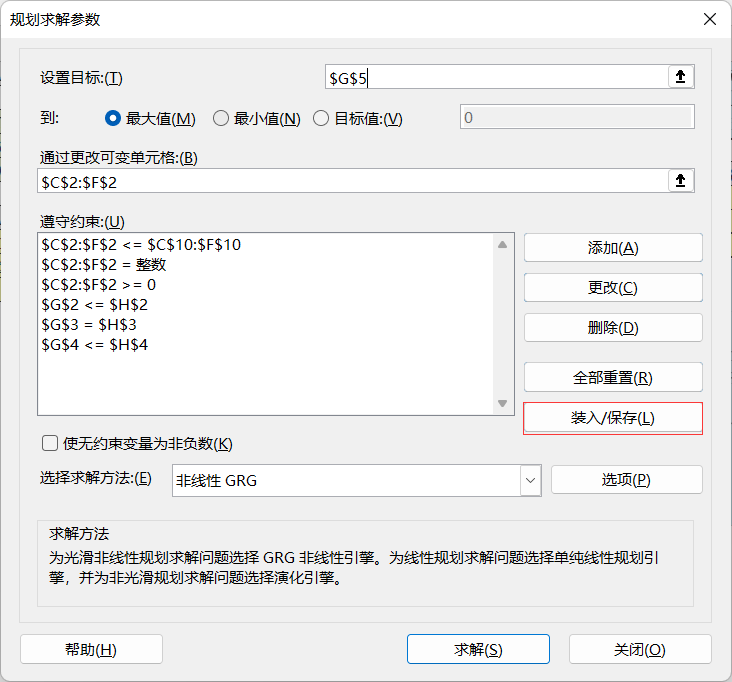 规划求解参数
设置目标:(T) $G$5
到: 最大值(M) 最小值(N) 目标值:(V) 0
通过更改可变单元格:(B)
$C$2:$F$2
遵守约束:(U)
$C$2:$F$2 <= $C$10:$F$10
$C$2:$F$2 = 整数
$C$2:$F$2 >= 0
$G$2 <= $H$2
$G$3 = $H$3
$G$4 <= $H$4
添加(A)
更改(C)
删除(D)
全部重置(R)
装入/保存(L)
使无约束变量为非负数(K)
选择求解方法:(E) 非线性 GRG 选项(P)
求解方法
为光滑非线性规划求解问题选择 GRG 非线性引擎。为线性规划求解问题选择单纯线性规划引
擎，并为非光滑规划求解问题选择演化引擎。
帮助(H) 求解(S) 关闭(O)